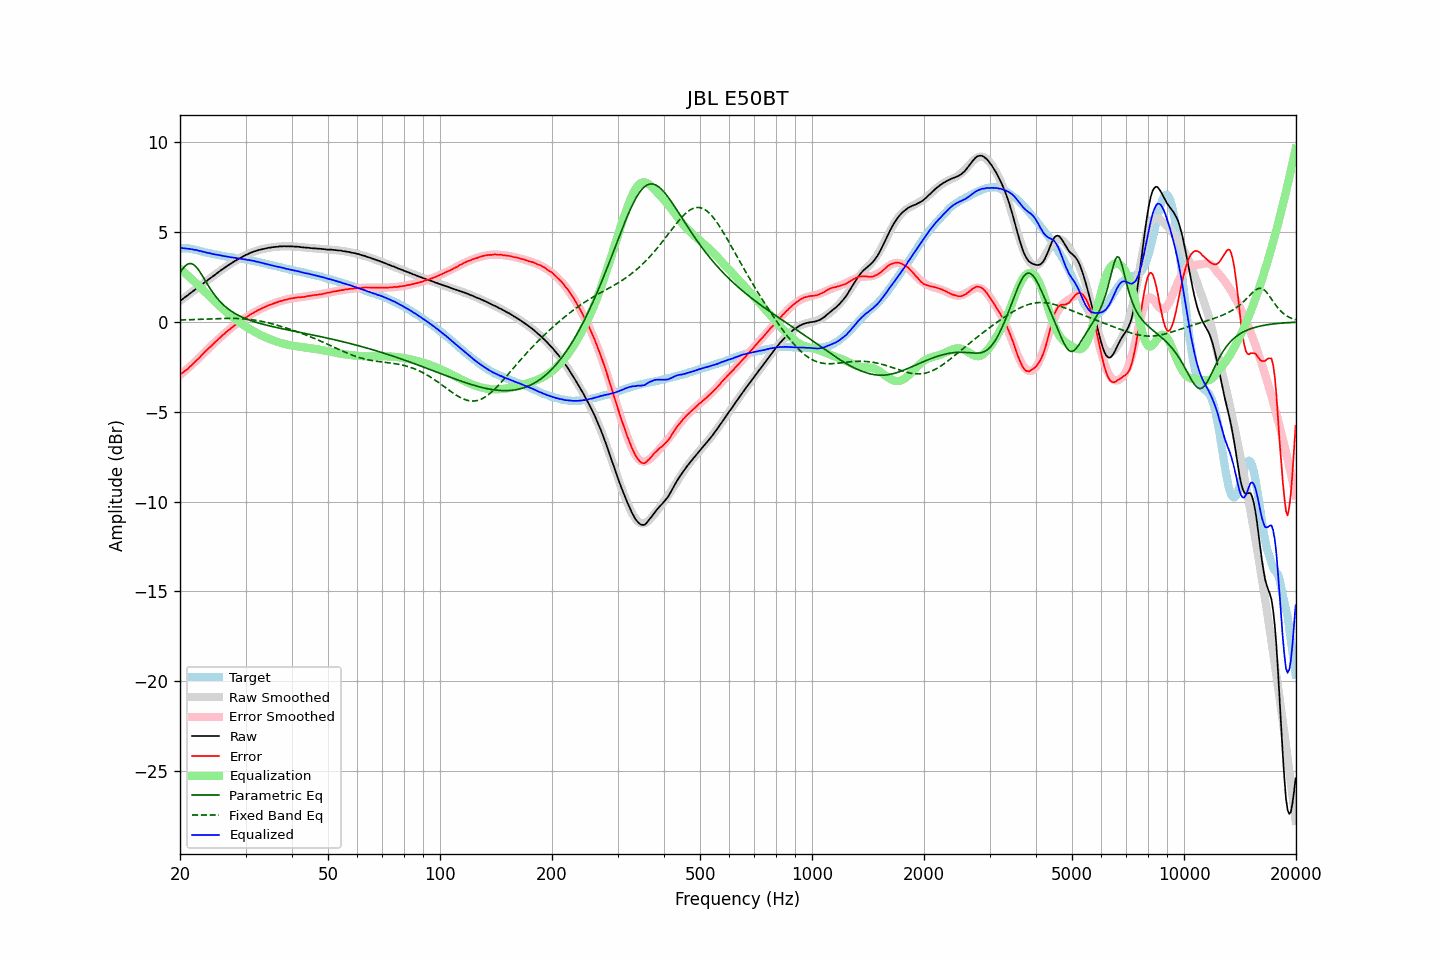 JBL E50BT
10
5
0
−5
−10
−15
−20
−25
Amplitude (dBr)
Target
Raw Smoothed
Error Smoothed
Raw
Error
Equalization
Parametric Eq
Fixed Band Eq
Equalized
20 50 100 200 500 1000 2000 5000 10000 20000
Frequency (Hz)